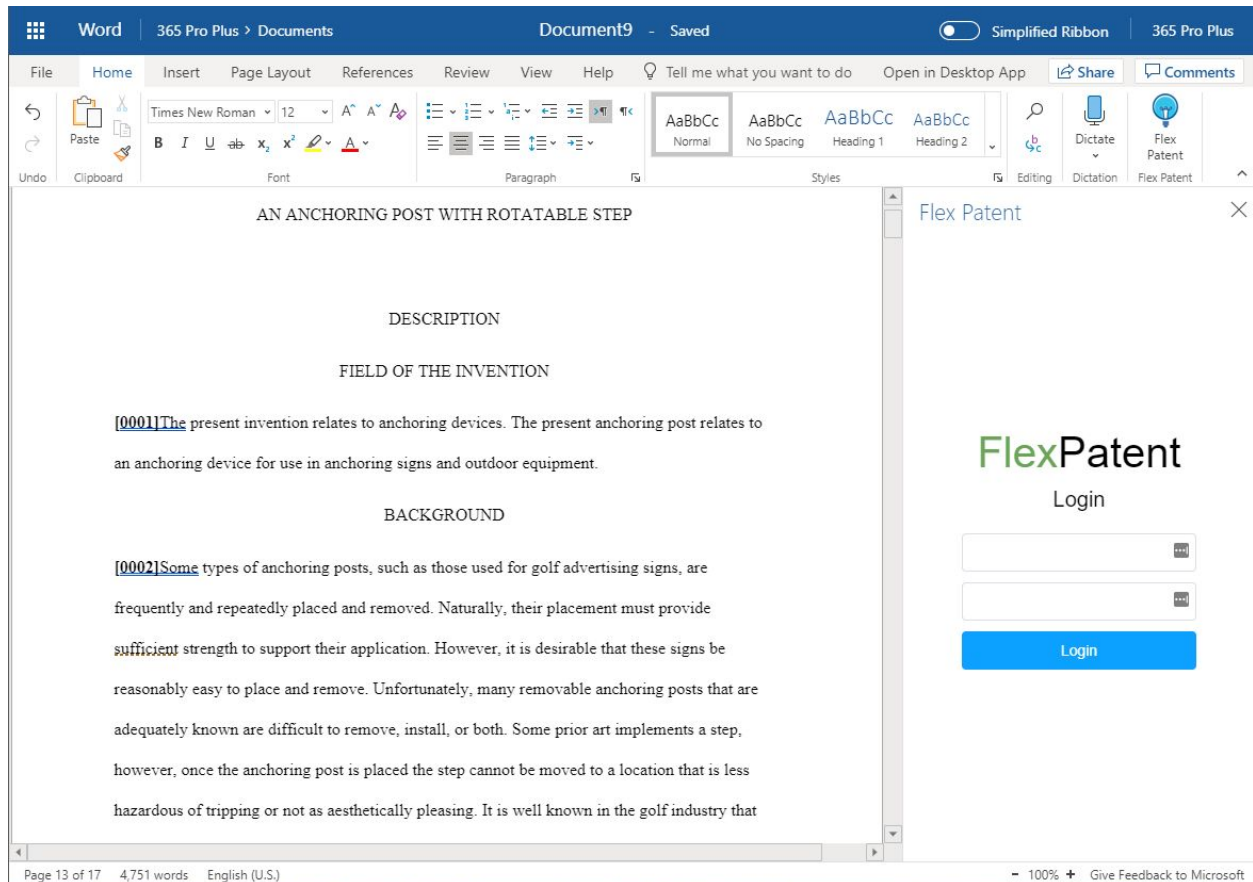 Word 365 Pro Plus > Documents Document9 - Saved Simplified Ribbon 365 Pro Plus
File Home Insert Page Layout References Review View Help Tell me what you want to do Open in Desktop App Share Comments
Times New Roman 12 A^ Aˇ A
Paste B I U ab x₂ x² A
AaBbCc AaBbCc AaBbCc AaBbCc
Normal No Spacing Heading 1 Heading 2
Dictate Flex Patent
Undo Clipboard Font Paragraph Styles Editing Dictation Flex Patent
AN ANCHORING POST WITH ROTATABLE STEP
DESCRIPTION
FIELD OF THE INVENTION
[0001]The present invention relates to anchoring devices. The present anchoring post relates to
an anchoring device for use in anchoring signs and outdoor equipment.
BACKGROUND
[0002]Some types of anchoring posts, such as those used for golf advertising signs, are
frequently and repeatedly placed and removed. Naturally, their placement must provide
sufficient strength to support their application. However, it is desirable that these signs be
reasonably easy to place and remove. Unfortunately, many removable anchoring posts that are
adequately known are difficult to remove, install, or both. Some prior art implements a step,
however, once the anchoring post is placed the step cannot be moved to a location that is less
hazardous of tripping or not as aesthetically pleasing. It is well known in the golf industry that
Flex Patent
FlexPatent
Login
Login
Page 13 of 17 4,751 words English (U.S.) - 100% + Give Feedback to Microsoft